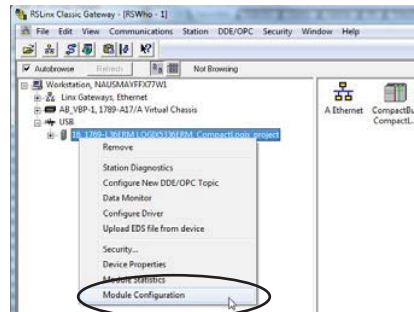 RSLinx Classic Gateway - [RSWho - 1]
File Edit View Communications Station DDE/OPC Security Window Help
Autobrowse Refresh Not Browsing
Workstation, NAUSMAYFFX77W1
Linx Gateways, Ethernet
AB_VBP-1, 1789-A17/A Virtual Chassis
USB
16, 1769-L36ERM LOGIX5336ERM, CompactLogix_project
A Ethernet CompactBu
CompactL..
Remove
Station Diagnostics
Configure New DDE/OPC Topic
Data Monitor
Configure Driver
Upload EDS file from device
Security...
Device Properties
Module Statistics
Module Configuration